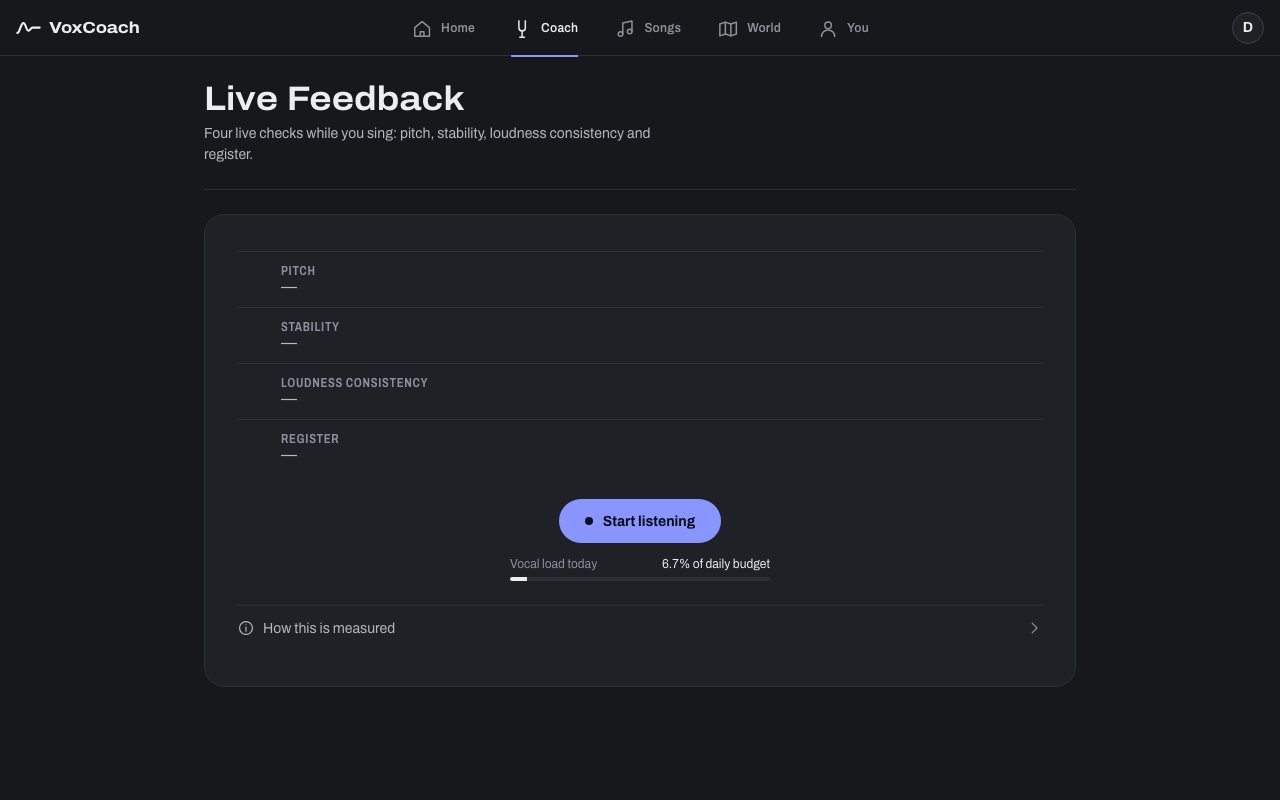 VoxCoach
Home
Coach
Songs
World
You
D
Live Feedback
Four live checks while you sing: pitch, stability, loudness consistency and
register.
PITCH
—
STABILITY
—
LOUDNESS CONSISTENCY
—
REGISTER
—
Start listening
Vocal load today
6.7% of daily budget
How this is measured